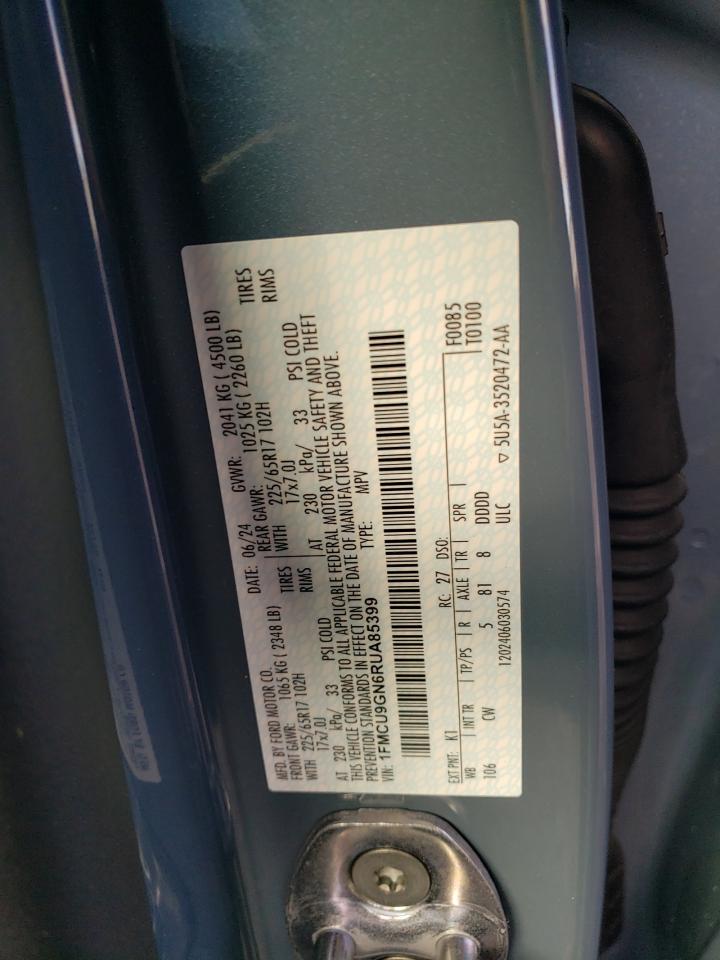 MFD. BY FORD MOTOR CO.
DATE: 06/24 GVWR: 2041 KG ( 4500 LB)
FRONT GAWR: 1065 KG ( 2348 LB) REAR GAWR: 1025 KG ( 2260 LB)
WITH 225/65R17 102H TIRES WITH 225/65R17 102H TIRES
17x7.0J RIMS 17x7.0J RIMS
AT 230 kPa/ 33 PSI COLD AT 230 kPa/ 33 PSI COLD
THIS VEHICLE CONFORMS TO ALL APPLICABLE FEDERAL MOTOR VEHICLE SAFETY AND THEFT
PREVENTION STANDARDS IN EFFECT ON THE DATE OF MANUFACTURE SHOWN ABOVE.
VIN: 1FMCU9GN6RUA85399 TYPE: MPV
F0085
T0100
EXT PNT: K1 RC: 27 DSO:
WB INT TR TP/PS R AXLE TR SPR
106 CW 5 81 8 DDDD
1202406030574 ULC ▽ 5U5A-3520472-AA